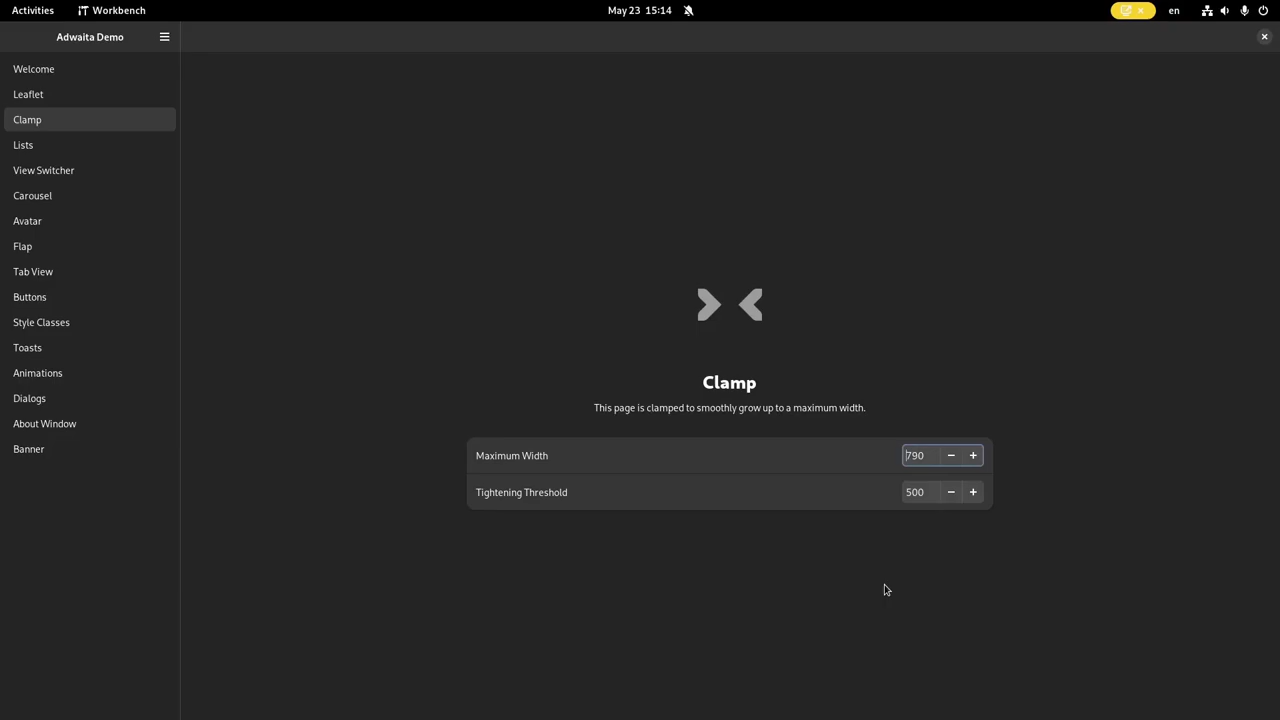 Activities
Workbench
May 23 15:14
en
Adwaita Demo
Welcome
Leaflet
Clamp
Lists
View Switcher
Carousel
Avatar
Flap
Tab View
Buttons
Style Classes
Toasts
Animations
Dialogs
About Window
Banner
Clamp
This page is clamped to smoothly grow up to a maximum width.
Maximum Width 790
Tightening Threshold 500